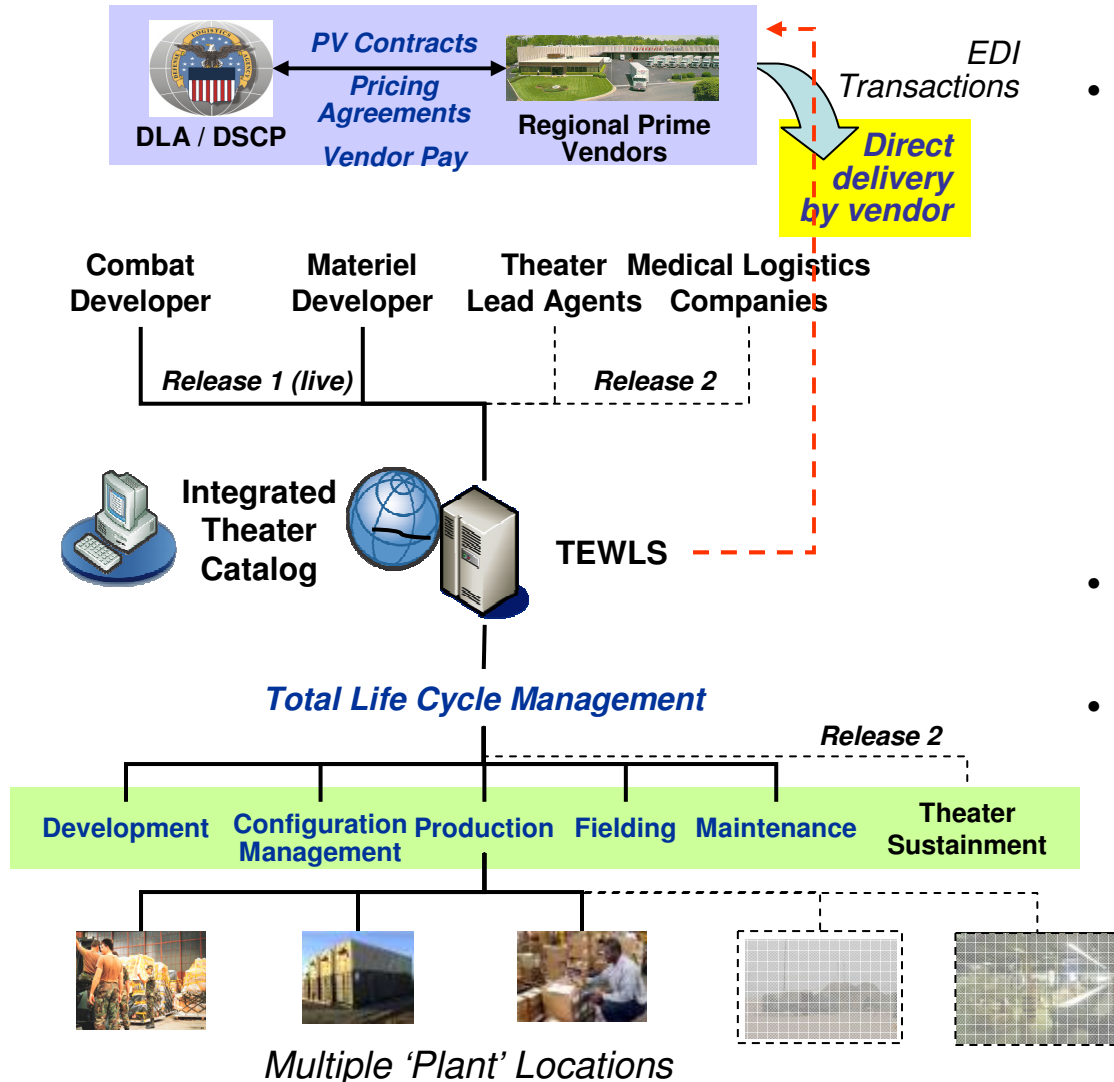 PV Contracts
EDI
Transactions
Pricing
Agreements
DLA / DSCP
Regional Prime
Vendors
Vendor Pay
Direct
delivery
by vendor
Combat
Developer
Materiel
Developer
Theater
Lead Agents
Medical Logistics
Companies
Release 1 (live)
Release 2
Integrated
Theater
Catalog
TEWLS
Total Life Cycle Management
Release 2
Development
Configuration
Management
Production
Fielding
Maintenance
Theater
Sustainment
Multiple ‘Plant’ Locations